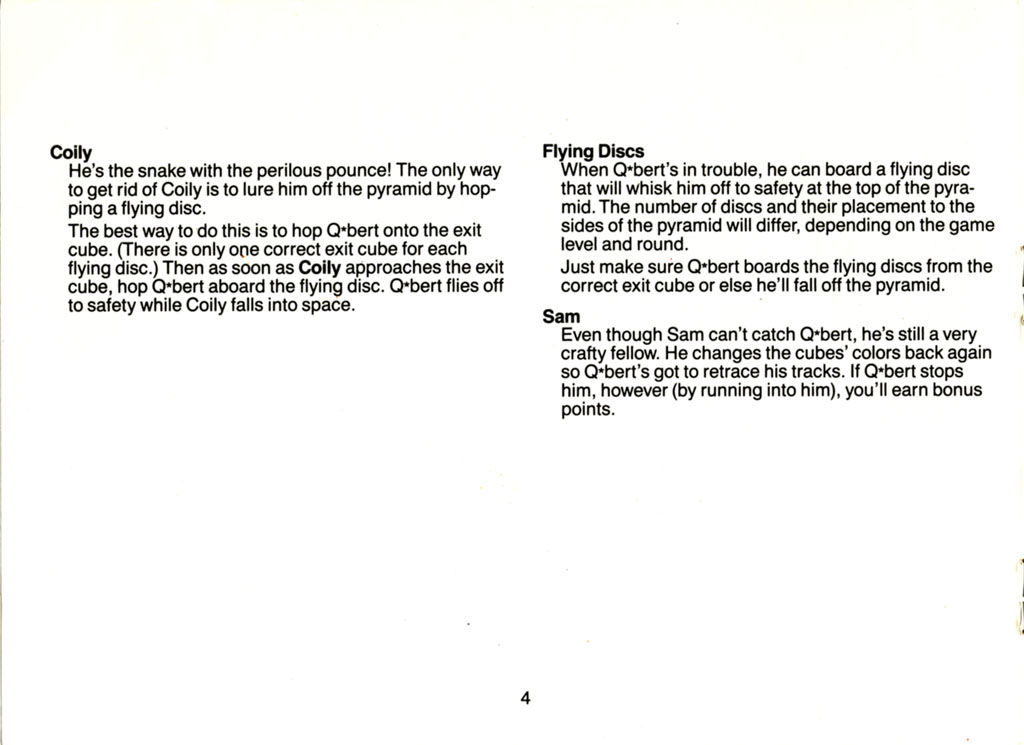 Coily
He's the snake with the perilous pounce! The only way
to get rid of Coily is to lure him off the pyramid by hop-
ping a flying disc.
The best way to do this is to hop Q*bert onto the exit
cube. (There is only one correct exit cube for each
flying disc.) Then as soon as Coily approaches the exit
cube, hop Q*bert aboard the flying disc. Q*bert flies off
to safety while Coily falls into space.
Flying Discs
When Q*bert's in trouble, he can board a flying disc
that will whisk him off to safety at the top of the pyra-
mid. The number of discs and their placement to the
sides of the pyramid will differ, depending on the game
level and round.
Just make sure Q*bert boards the flying discs from the
correct exit cube or else he'll fall off the pyramid.
Sam
Even though Sam can't catch Q*bert, he's still a very
crafty fellow. He changes the cubes' colors back again
so Q*bert's got to retrace his tracks. If Q*bert stops
him, however (by running into him), you'll earn bonus
points.
4